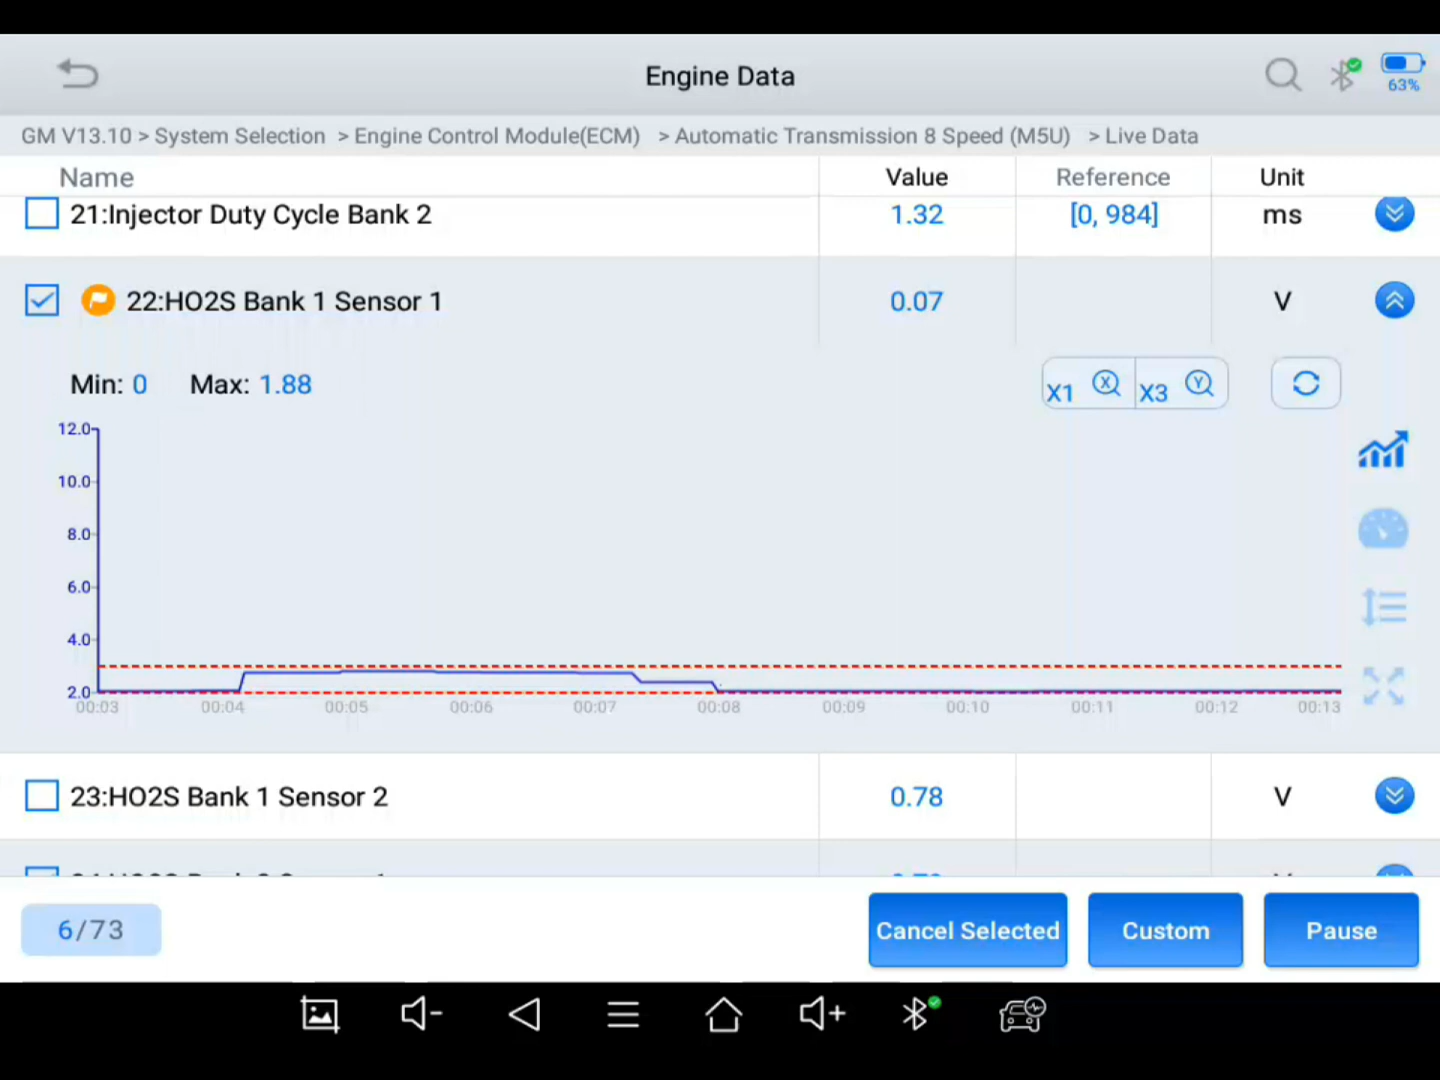 Engine Data
63%
GM V13.10 > System Selection > Engine Control Module(ECM) > Automatic Transmission 8 Speed (M5U) > Live Data
Name Value Reference Unit
21:Injector Duty Cycle Bank 2 1.32 [0, 984] ms
22:HO2S Bank 1 Sensor 1 0.07 V
Min: 0 Max: 1.88 X1 X X3 Y
12.0
10.0
8.0
6.0
4.0
2.0
00:03 00:04 00:05 00:06 00:07 00:08 00:09 00:10 00:11 00:12 00:13
23:HO2S Bank 1 Sensor 2 0.78 V
6/73 Cancel Selected Custom Pause